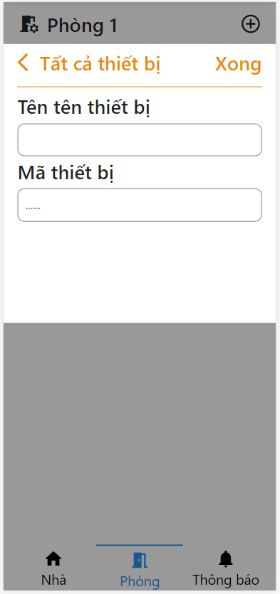 Phòng 1
Tất cả thiết bị Xong
Tên tên thiết bị
Mã thiết bị
......
Nhà Phòng Thông báo